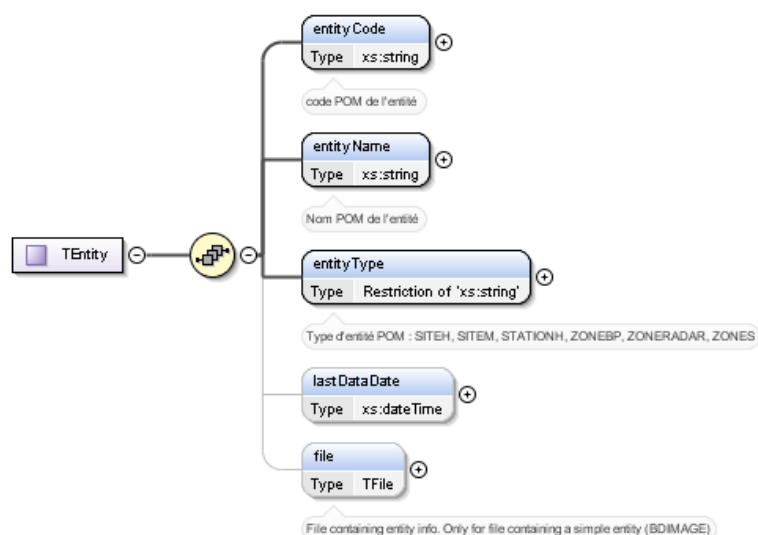 entityCode
Type xs:string
code POM de l'entité
entityName
Type xs:string
Nom POM de l'entité
TEntity
entityType
Type Restriction of 'xs:string'
Type d'entité POM : SITEH, SITEM, STATIONH, ZONEBP, ZONERADAR, ZONES
lastDataDate
Type xs:dateTime
file
Type TFile
File containing entity info. Only for file containing a simple entity (BDIMAGE)